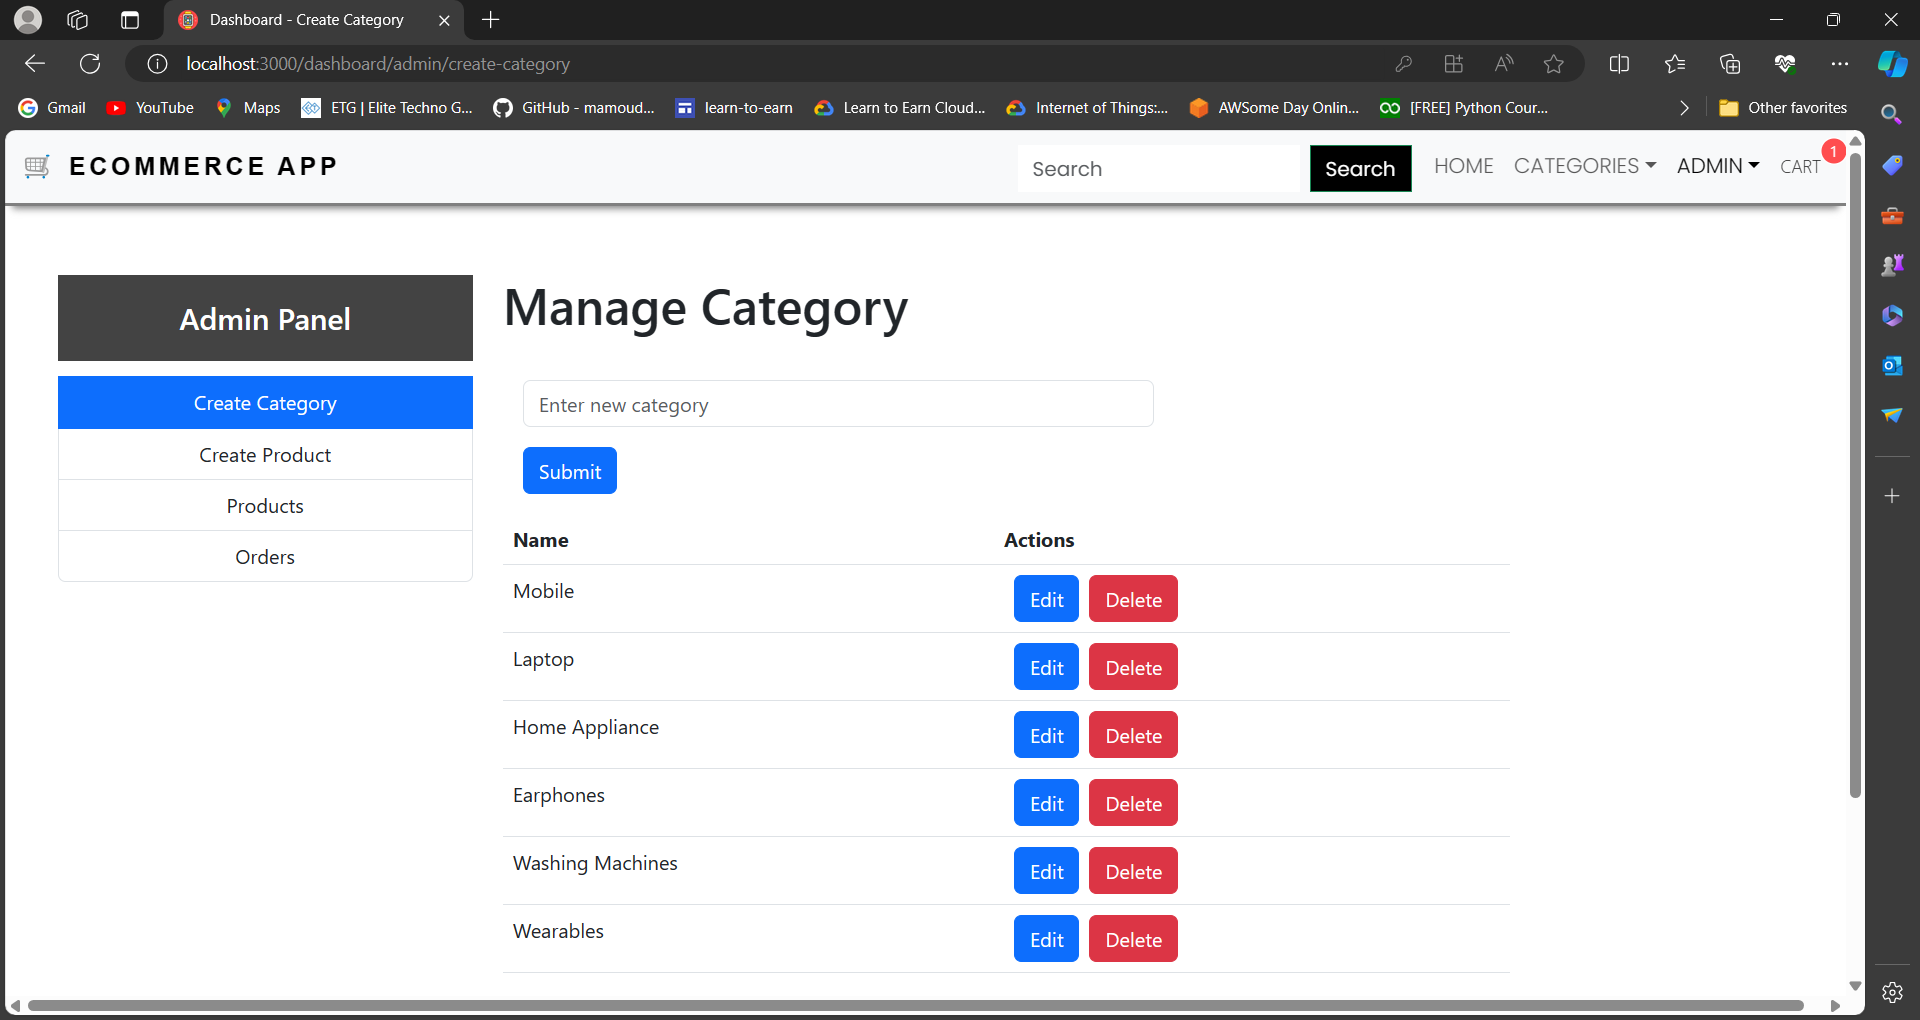 Dashboard - Create Category
localhost:3000/dashboard/admin/create-category
Gmail YouTube Maps ETG | Elite Techno G... GitHub - mamoud... learn-to-earn Learn to Earn Cloud... Internet of Things:... AWSome Day Onlin... [FREE] Python Cour... Other favorites
ECOMMERCE APP Search Search HOME CATEGORIES ADMIN CART 1
Admin Panel
Create Category
Create Product
Products
Orders
Manage Category
Enter new category
Submit
Name Actions
Mobile Edit Delete
Laptop Edit Delete
Home Appliance Edit Delete
Earphones Edit Delete
Washing Machines Edit Delete
Wearables Edit Delete